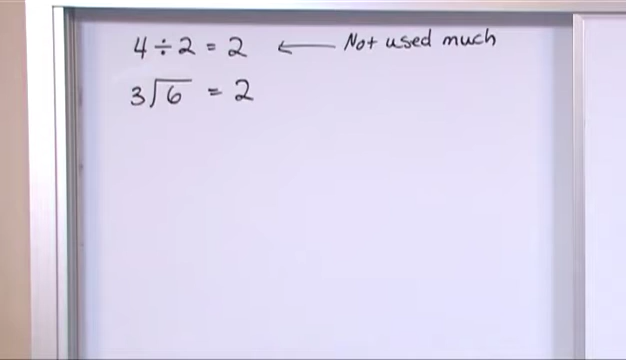 4 ÷ 2 = 2 ← Not used much
3√6 = 2